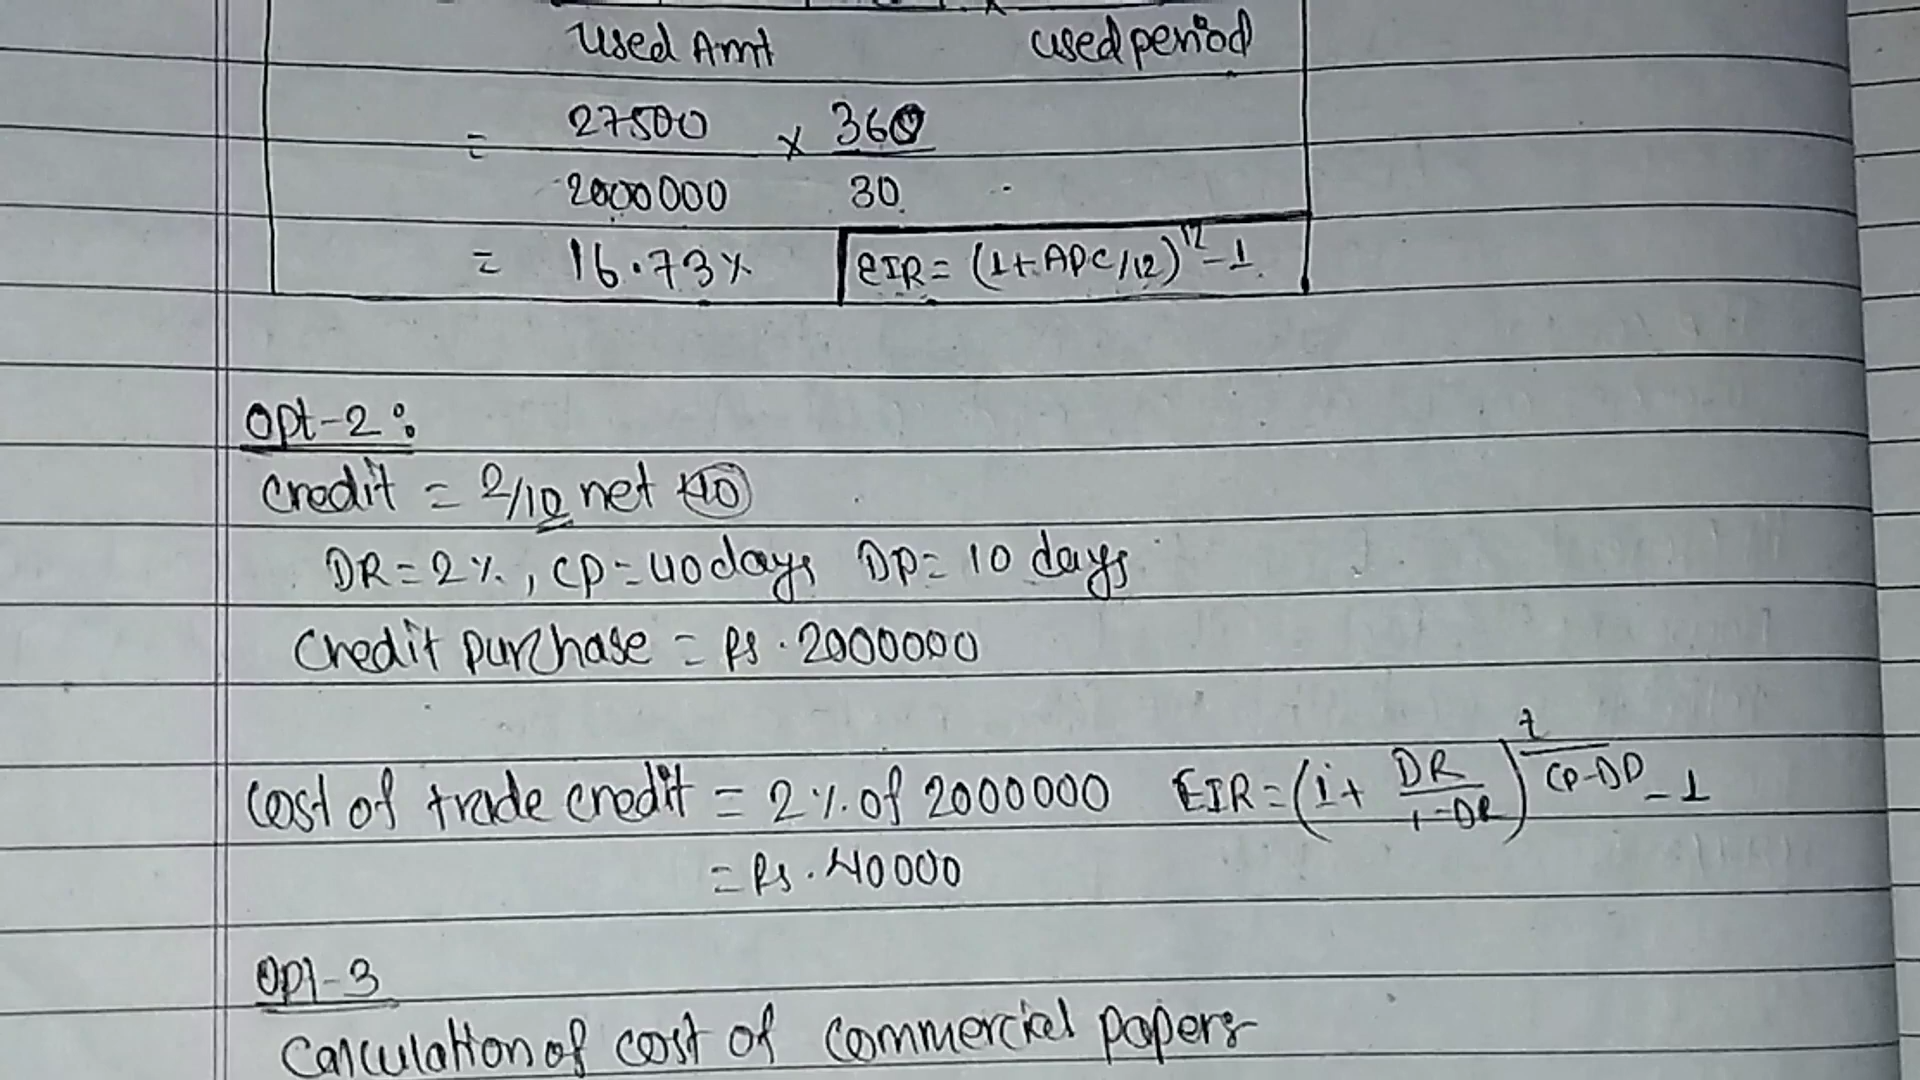 Used Amt used period
= 27500 × 360
2000000 30
= 16.73% EIR = (1+APC/12)^12 - 1
Opt-2:
credit = 2/10 net 40
DR = 2%, CP = 40 days DP = 10 days
Credit purchase = Rs. 2000000
t
Cost of trade credit = 2% of 2000000 EIR = (1+ DR/1-DR) CP-DP - 1
= Rs. 40000
Opt-3
Calculation of cost of commercial papers